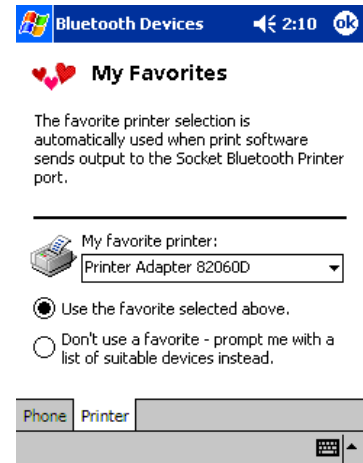 Bluetooth Devices 2:10 ok
My Favorites
The favorite printer selection is
automatically used when print software
sends output to the Socket Bluetooth Printer
port.
My favorite printer:
Printer Adapter 82060D
Use the favorite selected above.
Don't use a favorite - prompt me with a
list of suitable devices instead.
Phone Printer